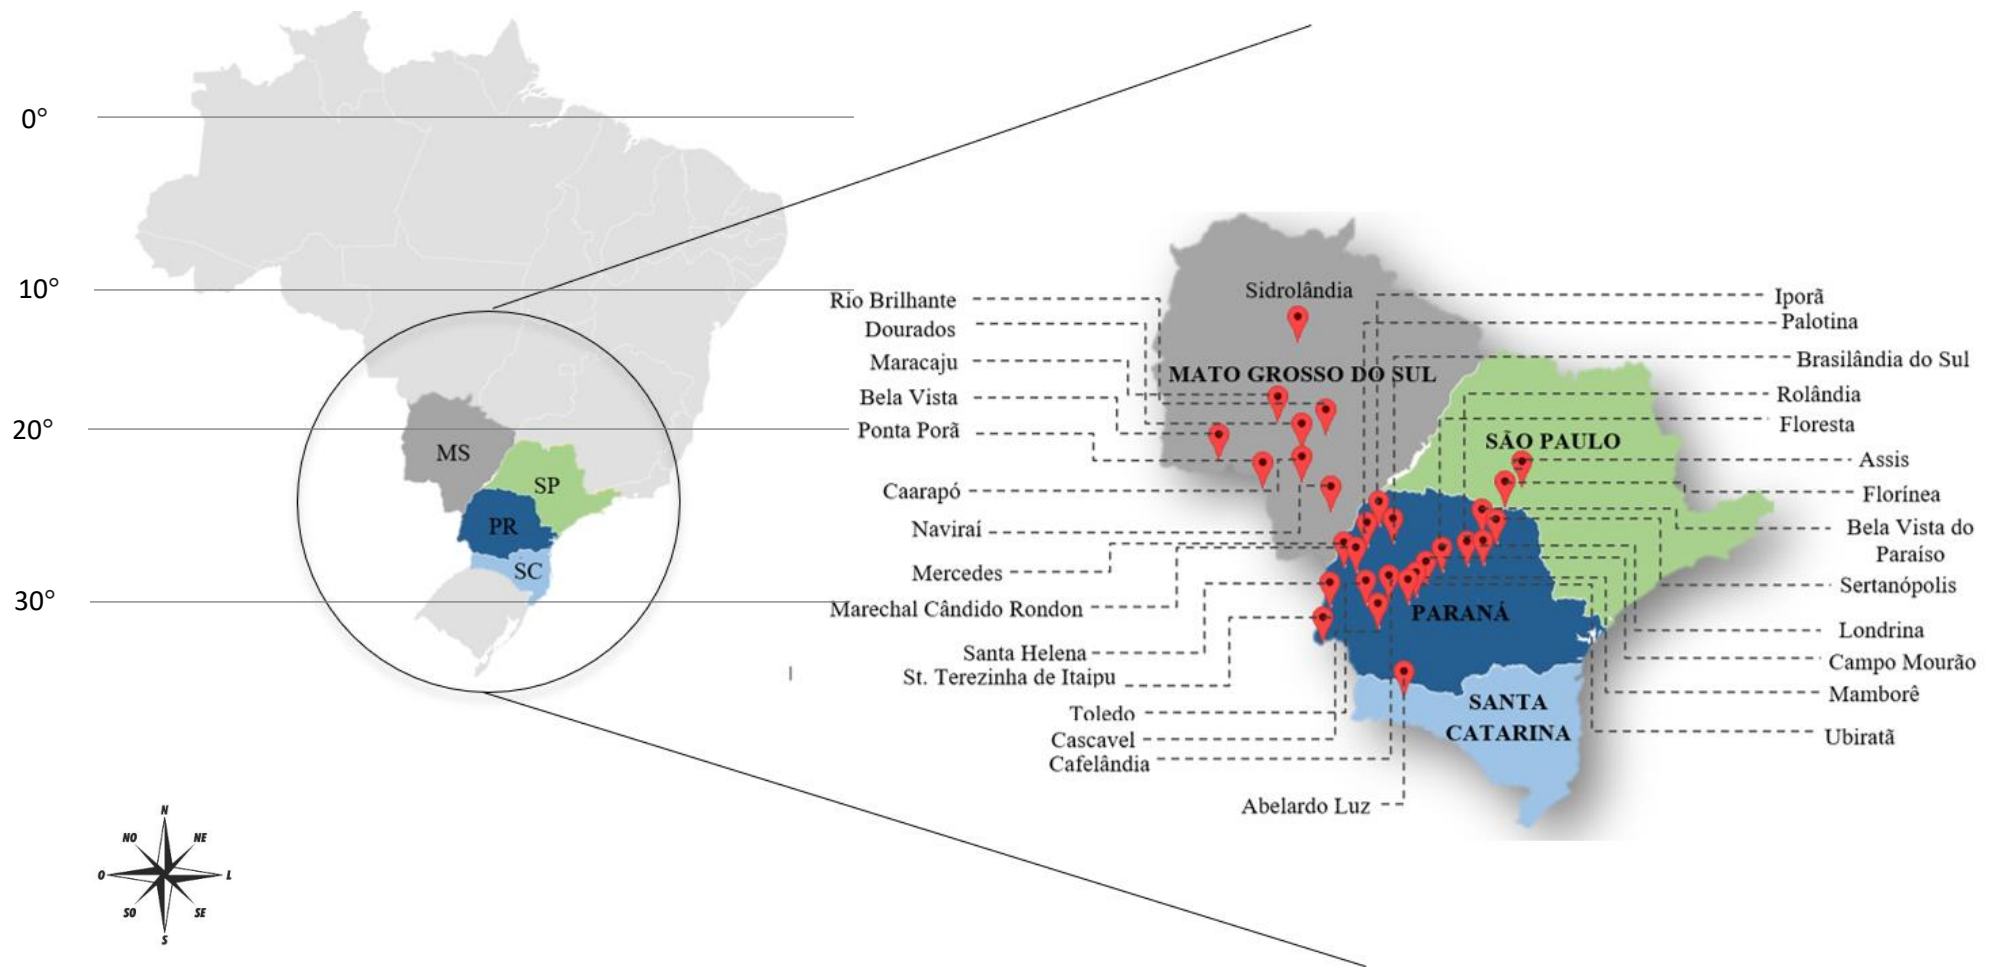 0°
10°
20°
30°
MS
SP
PR
SC
N
NO
NE
O
L
SO
SE
S
Rio Brilhante
Dourados
Maracaju
Bela Vista
Ponta Porã
Caarapó
Naviraí
Mercedes
Marechal Cândido Rondon
Santa Helena
St. Terezinha de Itaipu
Toledo
Cascavel
Cafelândia
Abelardo Luz
Sidrolândia
MATO GROSSO DO SUL
SÃO PAULO
PARANÁ
SANTA
CATARINA
Iporã
Palotina
Brasilândia do Sul
Rolândia
Floresta
Assis
Florínea
Bela Vista do
Paraíso
Sertanópolis
Londrina
Campo Mourão
Mamborê
Ubiratã